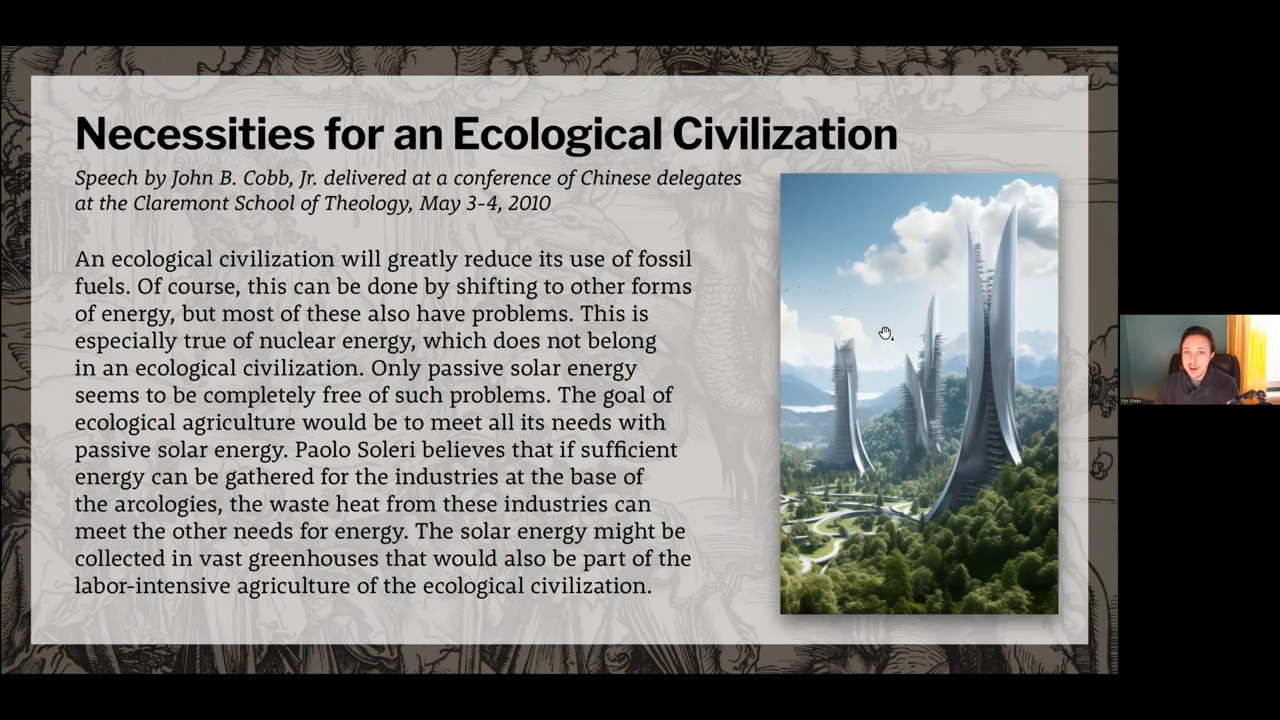 Necessities for an Ecological Civilization
Speech by John B. Cobb, Jr. delivered at a conference of Chinese delegates
at the Claremont School of Theology, May 3-4, 2010
An ecological civilization will greatly reduce its use of fossil
fuels. Of course, this can be done by shifting to other forms
of energy, but most of these also have problems. This is
especially true of nuclear energy, which does not belong
in an ecological civilization. Only passive solar energy
seems to be completely free of such problems. The goal of
ecological agriculture would be to meet all its needs with
passive solar energy. Paolo Soleri believes that if sufficient
energy can be gathered for the industries at the base of
the arcologies, the waste heat from these industries can
meet the other needs for energy. The solar energy might be
collected in vast greenhouses that would also be part of the
labor-intensive agriculture of the ecological civilization.
Green